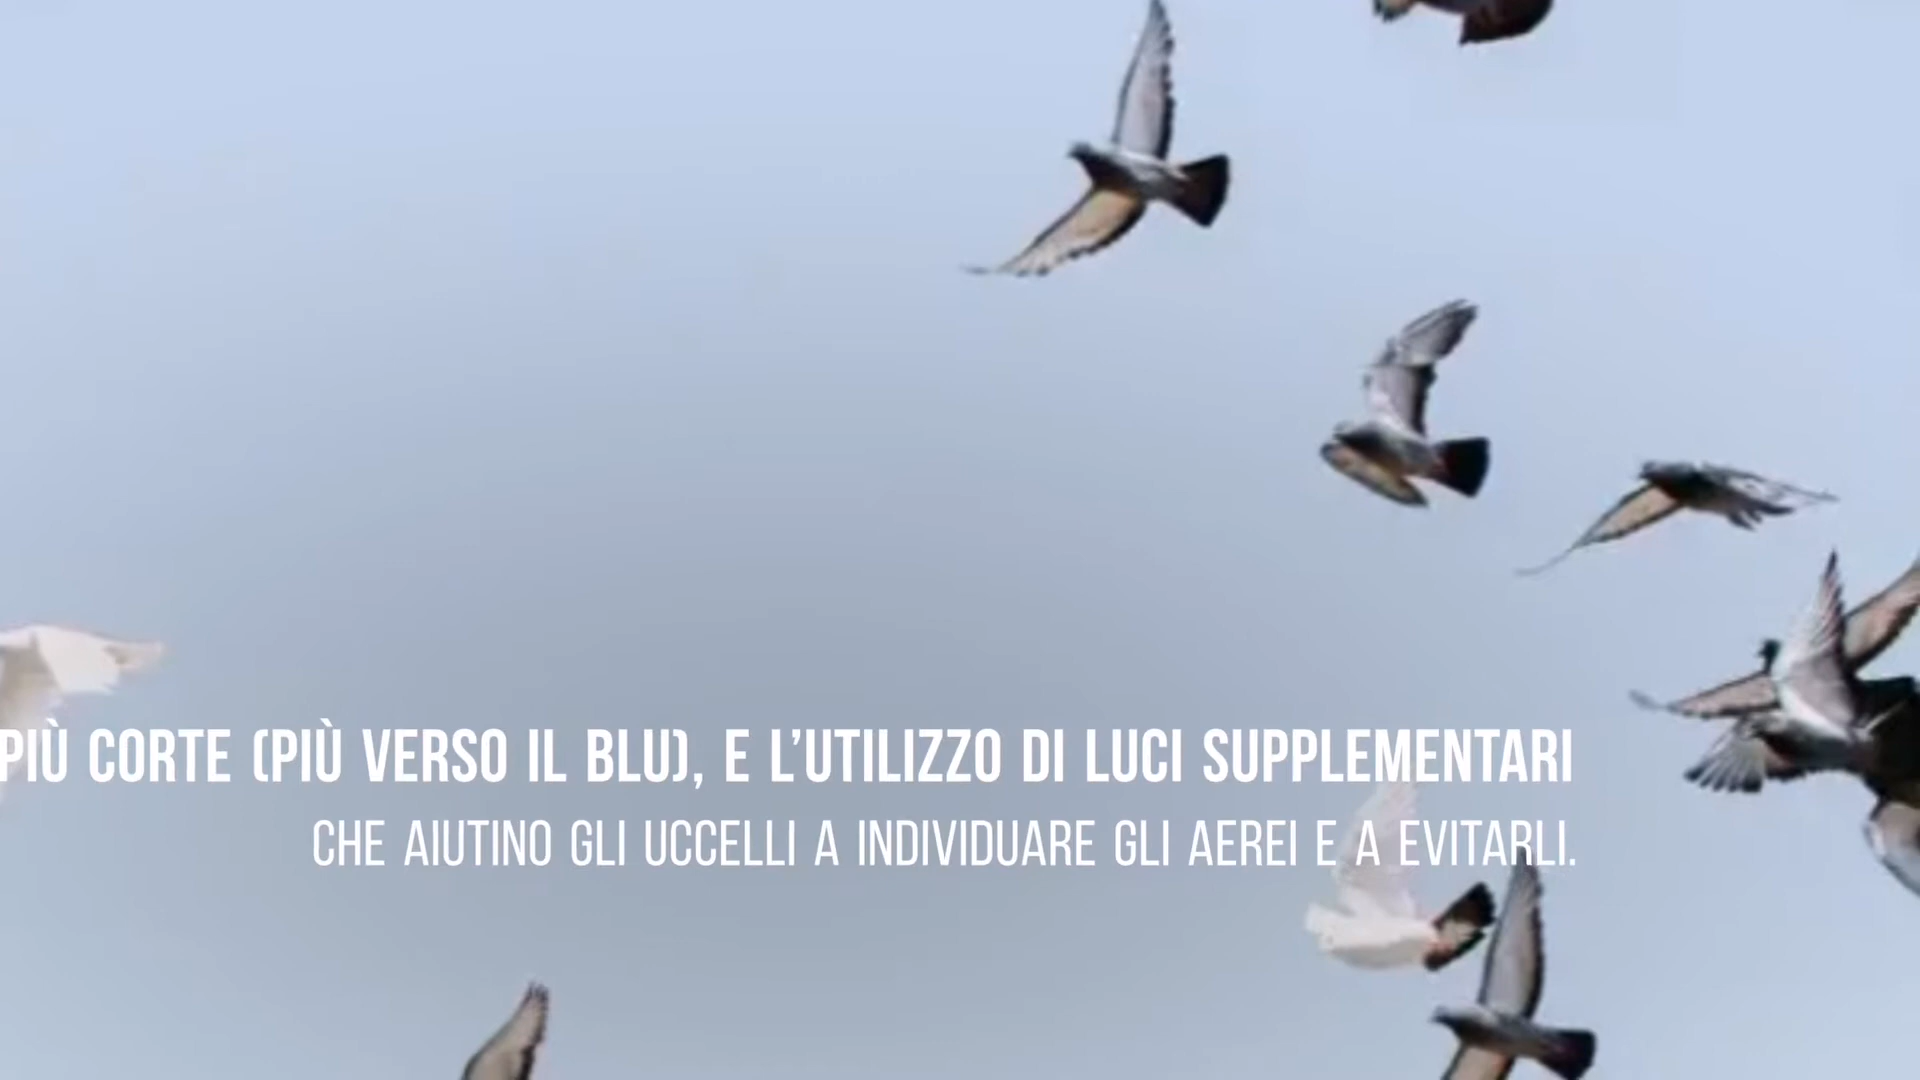 PIÙ CORTE (PIÙ VERSO IL BLU), E L’UTILIZZO DI LUCI SUPPLEMENTARI
CHE AIUTINO GLI UCCELLI A INDIVIDUARE GLI AEREI E A EVITARLI.